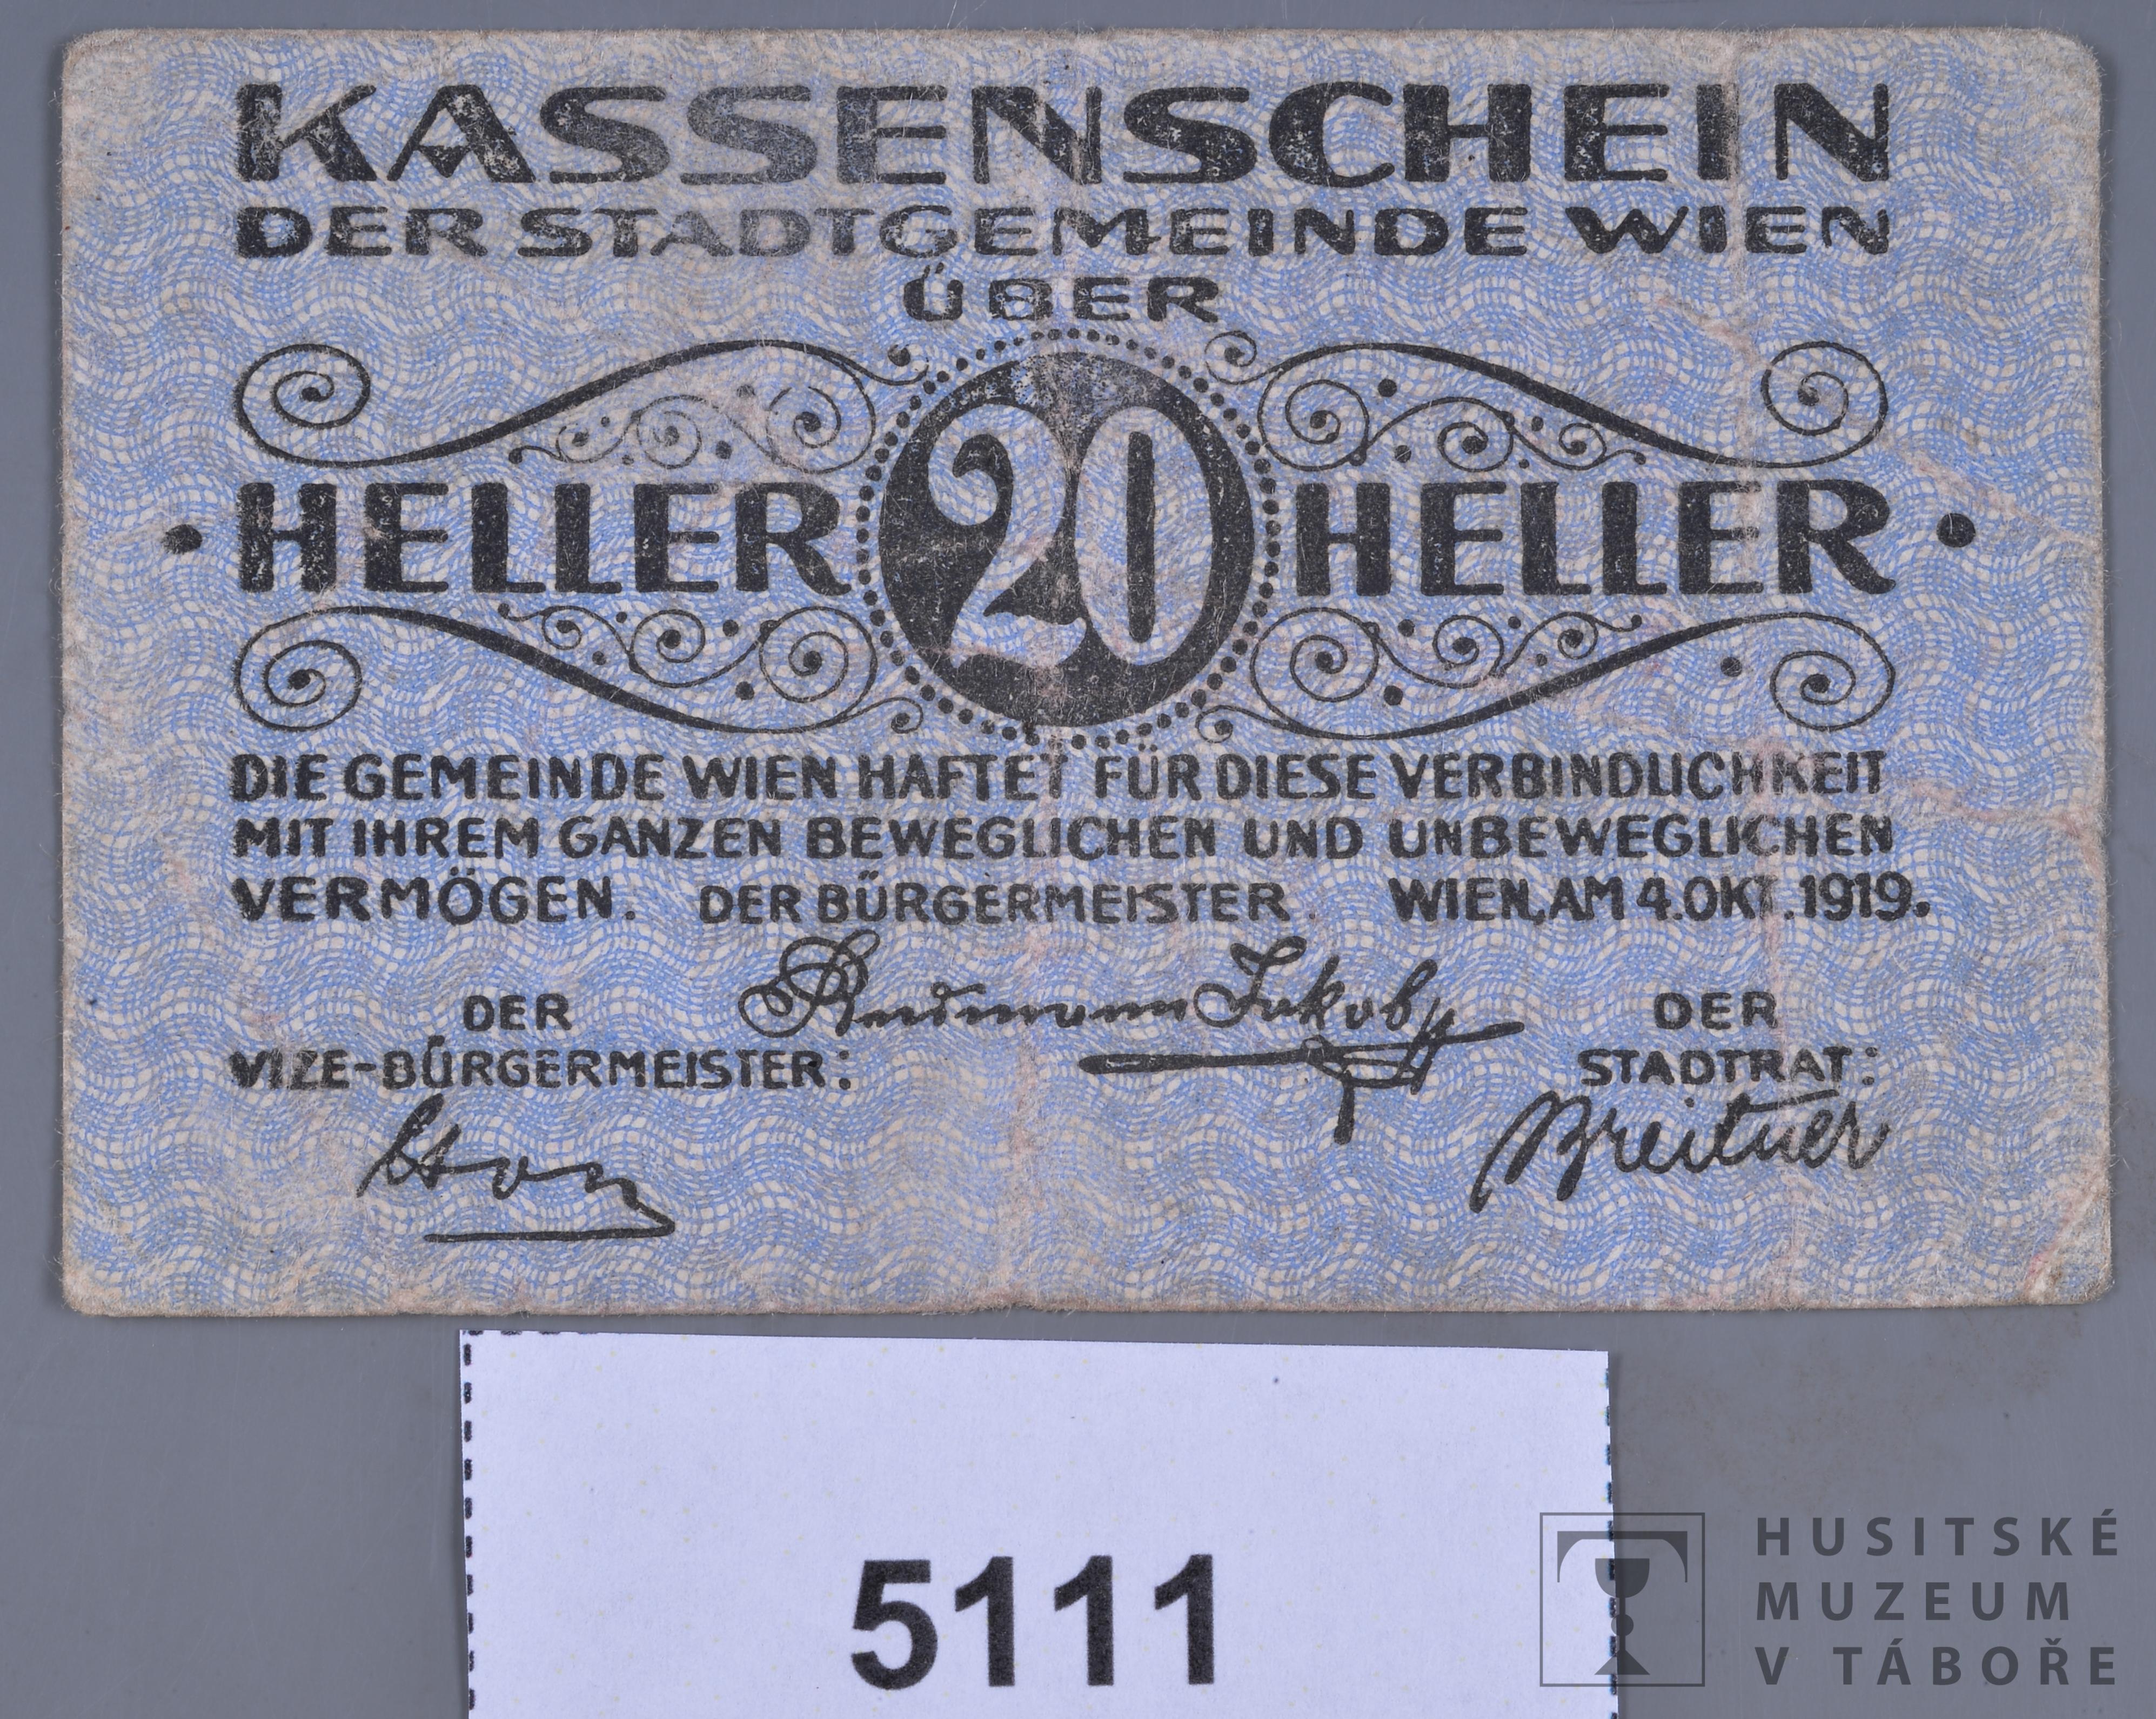 KASSENSCHEIN
DER STADTGEMEINDE WIEN
ÜBER
• HELLER 20 HELLER •
DIE GEMEINDE WIEN HAFTET FÜR DIESE VERBINDLICHKEIT
MIT IHREM GANZEN BEWEGLICHEN UND UNBEWEGLICHEN
VERMÖGEN. DER BÜRGERMEISTER. WIEN, AM 4. OKT. 1919.
Reumann Jakob
DER
VIZE-BÜRGERMEISTER:
DER
STADTRAT:
Breitner
5111
HUSITSKÉ
MUZEUM
V TÁBOŘE